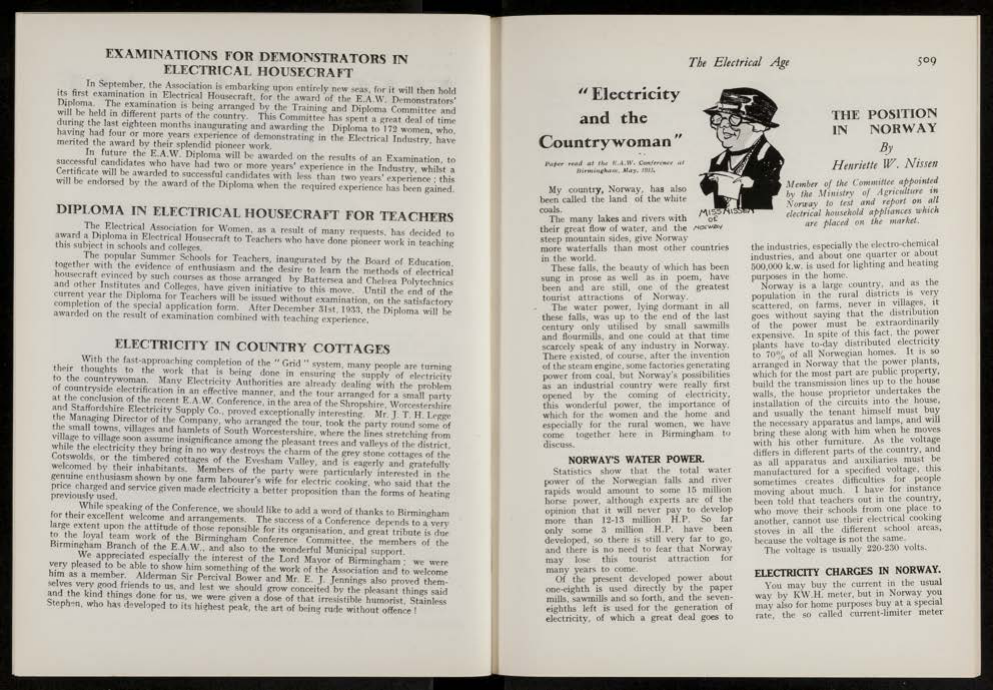 EXAMINATIONS FOR DEMONSTRATORS IN
ELECTRICAL HOUSECRAFT
In September, the Association is embarking upon entirely new seas, for it will then hold
its first examination in Electrical Housecraft, for the award of the E.A.W. Demonstrators'
Diploma. The examination is being arranged by the Training and Diploma Committee and
will be held in different parts of the country. This Committee has spent a great deal of time
during the last eighteen months inaugurating and awarding the Diploma to 172 women, who,
having had four or more years experience of demonstrating in the Electrical Industry, have
merited the award by their splendid pioneer work.
In future the E.A.W. Diploma will be awarded on the results of an Examination, to
successful candidates who have had two or more years' experience in the Industry, whilst a
Certificate will be awarded to successful candidates with less than two years' experience ; this
will be endorsed by the award of the Diploma when the required experience has been gained.
DIPLOMA IN ELECTRICAL HOUSECRAFT FOR TEACHERS
The Electrical Association for Women, as a result of many requests, has decided to
award a Diploma in Electrical Housecraft to Teachers who have done pioneer work in teaching
this subject in schools and colleges.
The popular Summer Schools for Teachers, inaugurated by the Board of Education,
together with the evidence of enthusiasm and the desire to learn the methods of electrical
housecraft evinced by such courses as those arranged by Battersea and Chelsea Polytechnics
and other Institutes and Colleges, have given initiative to this move. Until the end of the
current year the Diploma for Teachers will be issued without examination, on the satisfactory
completion of the special application form. After December 31st, 1935, the Diploma will be
awarded on the result of examination combined with teaching experience.
ELECTRICITY IN COUNTRY COTTAGES
With the fast-approaching completion of the "Grid" system, many people are turning
their thoughts to the work that is being done in ensuring the supply of electricity
to the countrywoman. Many Electricity Authorities are already dealing with the problem
of countryside electrification in an effective manner, and the tour arranged for a small party
at the conclusion of the recent E.A.W. Conference, in the area of the Shropshire, Worcestershire
and Staffordshire Electricity Supply Co., proved exceptionally interesting. Mr. J. T. H. Legge
the Managing Director of the Company, who arranged the tour, took the party round some of
the small towns, villages and hamlets of South Worcestershire, where the lines stretching from
village to village soon assume insignificance among the pleasant trees and valleys of the district,
while the electricity they bring in no way destroys the charm of the grey stone cottages of the
Cotswolds, or the timbered cottages of the Evesham Valley, and is eagerly and gratefully
welcomed by their inhabitants. Members of the party were particularly interested in the
genuine enthusiasm shown by one farm labourer's wife for electric cooking, who said that the
price charged and service given made electricity a better proposition than the forms of heating
previously used.
While speaking of the Conference, we should like to add a word of thanks to Birmingham
for their excellent welcome and arrangements. The success of a Conference depends to a very
large extent upon the attitude of those reponsible for its organisation, and great tribute is due
to the loyal team work of the Birmingham Conference Committee, the members of the
Birmingham Branch of the E.A.W., and also to the wonderful Municipal support.
We appreciated especially the interest of the Lord Mayor of Birmingham ; we were
very pleased to be able to show him something of the work of the Association and to welcome
him as a member. Alderman Sir Percival Bower and Mr. E. J. Jennings also proved them-
selves very good friends to us, and lest we should grow conceited by the pleasant things said
and the kind things done for us, we were given a dose of that irresistible humorist, Stainless
Stephen, who has developed to its highest peak, the art of being rude without offence !
The Electrical Age 509
"Electricity
and the
Countrywoman"
Paper read at the E.A.W. Conference at
Birmingham, May, 1935.
MISS NISSEN
OF
NORWAY
THE POSITION
IN NORWAY
By
Henriette W. Nissen
Member of the Committee appointed
by the Ministry of Agriculture in
Norway to test and report on all
electrical household appliances which
are placed on the market.
My country, Norway, has also
been called the land of the white
coals.
The many lakes and rivers with
their great flow of water, and the
steep mountain sides, give Norway
more waterfalls than most other countries
in the world.
These falls, the beauty of which has been
sung in prose as well as in poem, have
been and are still, one of the greatest
tourist attractions of Norway.
The water power, lying dormant in all
these falls, was up to the end of the last
century only utilised by small sawmills
and flourmills, and one could at that time
scarcely speak of any industry in Norway.
There existed, of course, after the invention
of the steam engine, some factories generating
power from coal, but Norway's possibilities
as an industrial country were really first
opened by the coming of electricity,
this wonderful power, the importance of
which for the women and the home and
especially for the rural women, we have
come together here in Birmingham to
discuss.
NORWAY'S WATER POWER.
Statistics show that the total water
power of the Norwegian falls and river
rapids would amount to some 15 million
horse power, although experts are of the
opinion that it will never pay to develop
more than 12-13 million H.P. So far
only some 3 million H.P. have been
developed, so there is still very far to go,
and there is no need to fear that Norway
may lose this tourist attraction for
many years to come.
Of the present developed power about
one-eighth is used directly by the paper
mills, sawmills and so forth, and the seven-
eighths left is used for the generation of
electricity, of which a great deal goes to
the industries, especially the electro-chemical
industries, and about one quarter or about
500,000 k.w. is used for lighting and heating
purposes in the home.
Norway is a large country, and as the
population in the rural districts is very
scattered, on farms, never in villages, it
goes without saying that the distribution
of the power must be extraordinarily
expensive. In spite of this fact, the power
plants have to-day distributed electricity
to 70% of all Norwegian homes. It is so
arranged in Norway that the power plants,
which for the most part are public property,
build the transmission lines up to the house
walls, the house proprietor undertakes the
installation of the circuits into the house,
and usually the tenant himself must buy
the necessary apparatus and lamps, and will
bring these along with him when he moves
with his other furniture. As the voltage
differs in different parts of the country, and
as all apparatus and auxiliaries must be
manufactured for a specified voltage, this
sometimes creates difficulties for people
moving about much. I have for instance
been told that teachers out in the country,
who move their schools from one place to
another, cannot use their electrical cooking
stoves in all the different school areas,
because the voltage is not the same.
The voltage is usually 220-230 volts.
ELECTRICITY CHARGES IN NORWAY.
You may buy the current in the usual
way by KW.H. meter, but in Norway you
may also for home purposes buy at a special
rate, the so called current-limiter meter